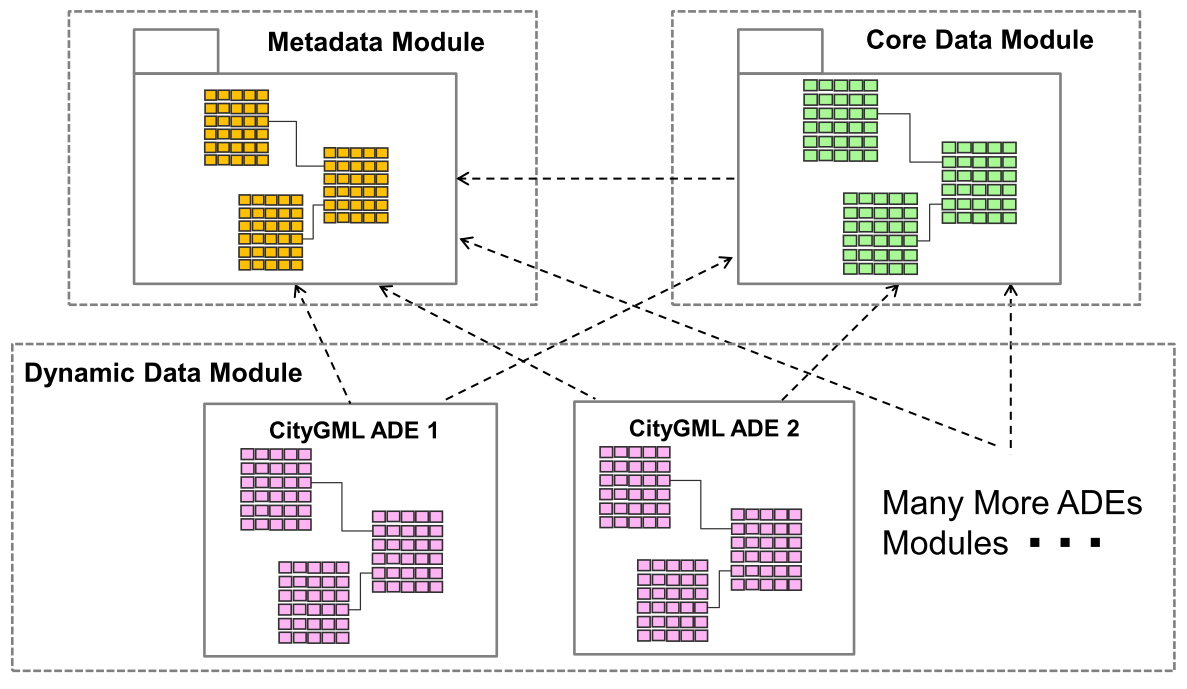 Metadata Module
Core Data Module
Dynamic Data Module
CityGML ADE 1
CityGML ADE 2
Many More ADEs
Modules ▪ ▪ ▪